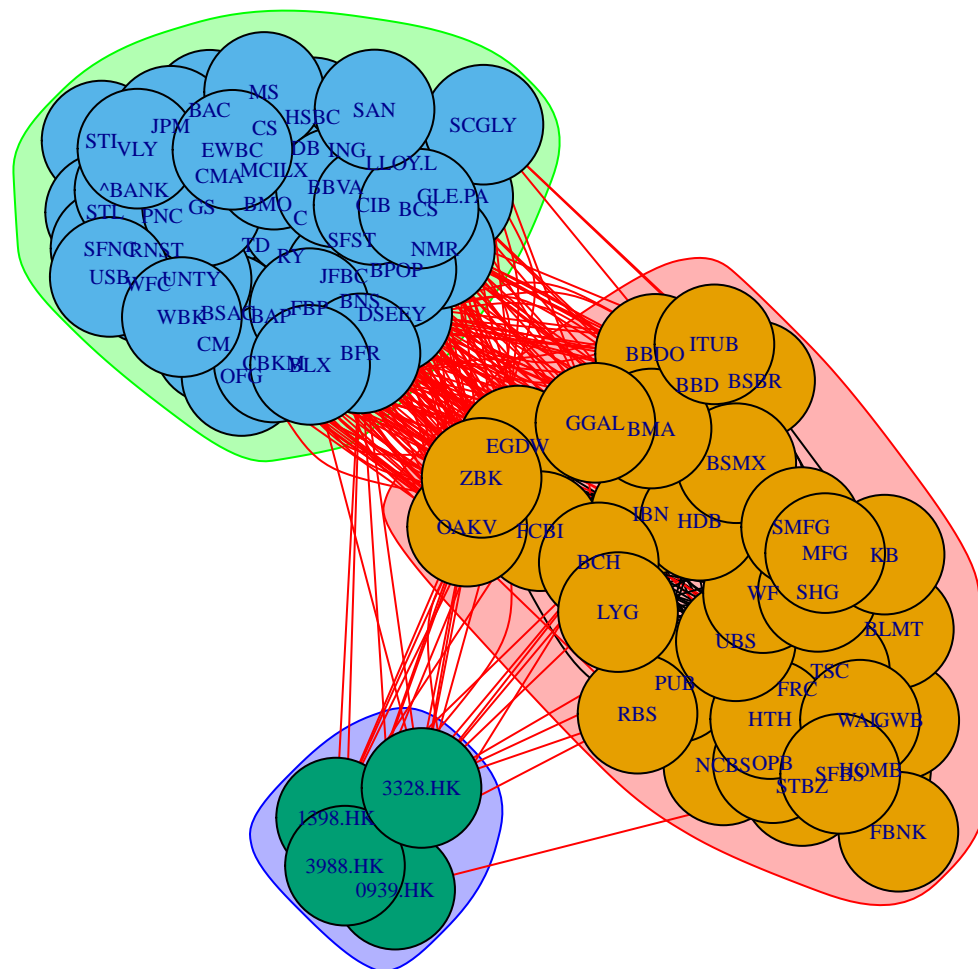 MS
BAC
SAN
HSBC
SCGLY
JPM
CS
STI
VLY
EWBC
DB
ING
LLOY.L
MCILX
CMA
^BANK
BBVA
GLE.PA
STL
PNC
GS
BMO
C
CIB
BCS
SFNC
RNST
TD
SFST
NMR
RY
USB
WFC
UNTY
JFBC
BPOP
WBK
BSAC
BAP
FBP
BNS
DSEEY
CM
BFR
OFG
CBKM
BLX
ITUB
BBDO
BBD
BSBR
GGAL
BMA
EGDW
BSMX
ZBK
OAKV
FCBI
IBN
HDB
SMFG
MFG
KB
BCH
WF
SHG
LYG
UBS
BLMT
TSC
PUB
FRC
RBS
HTH
WAL
GWB
NCBS
OPB
SFBS
HOMB
STBZ
FBNK
3328.HK
1398.HK
3988.HK
0939.HK